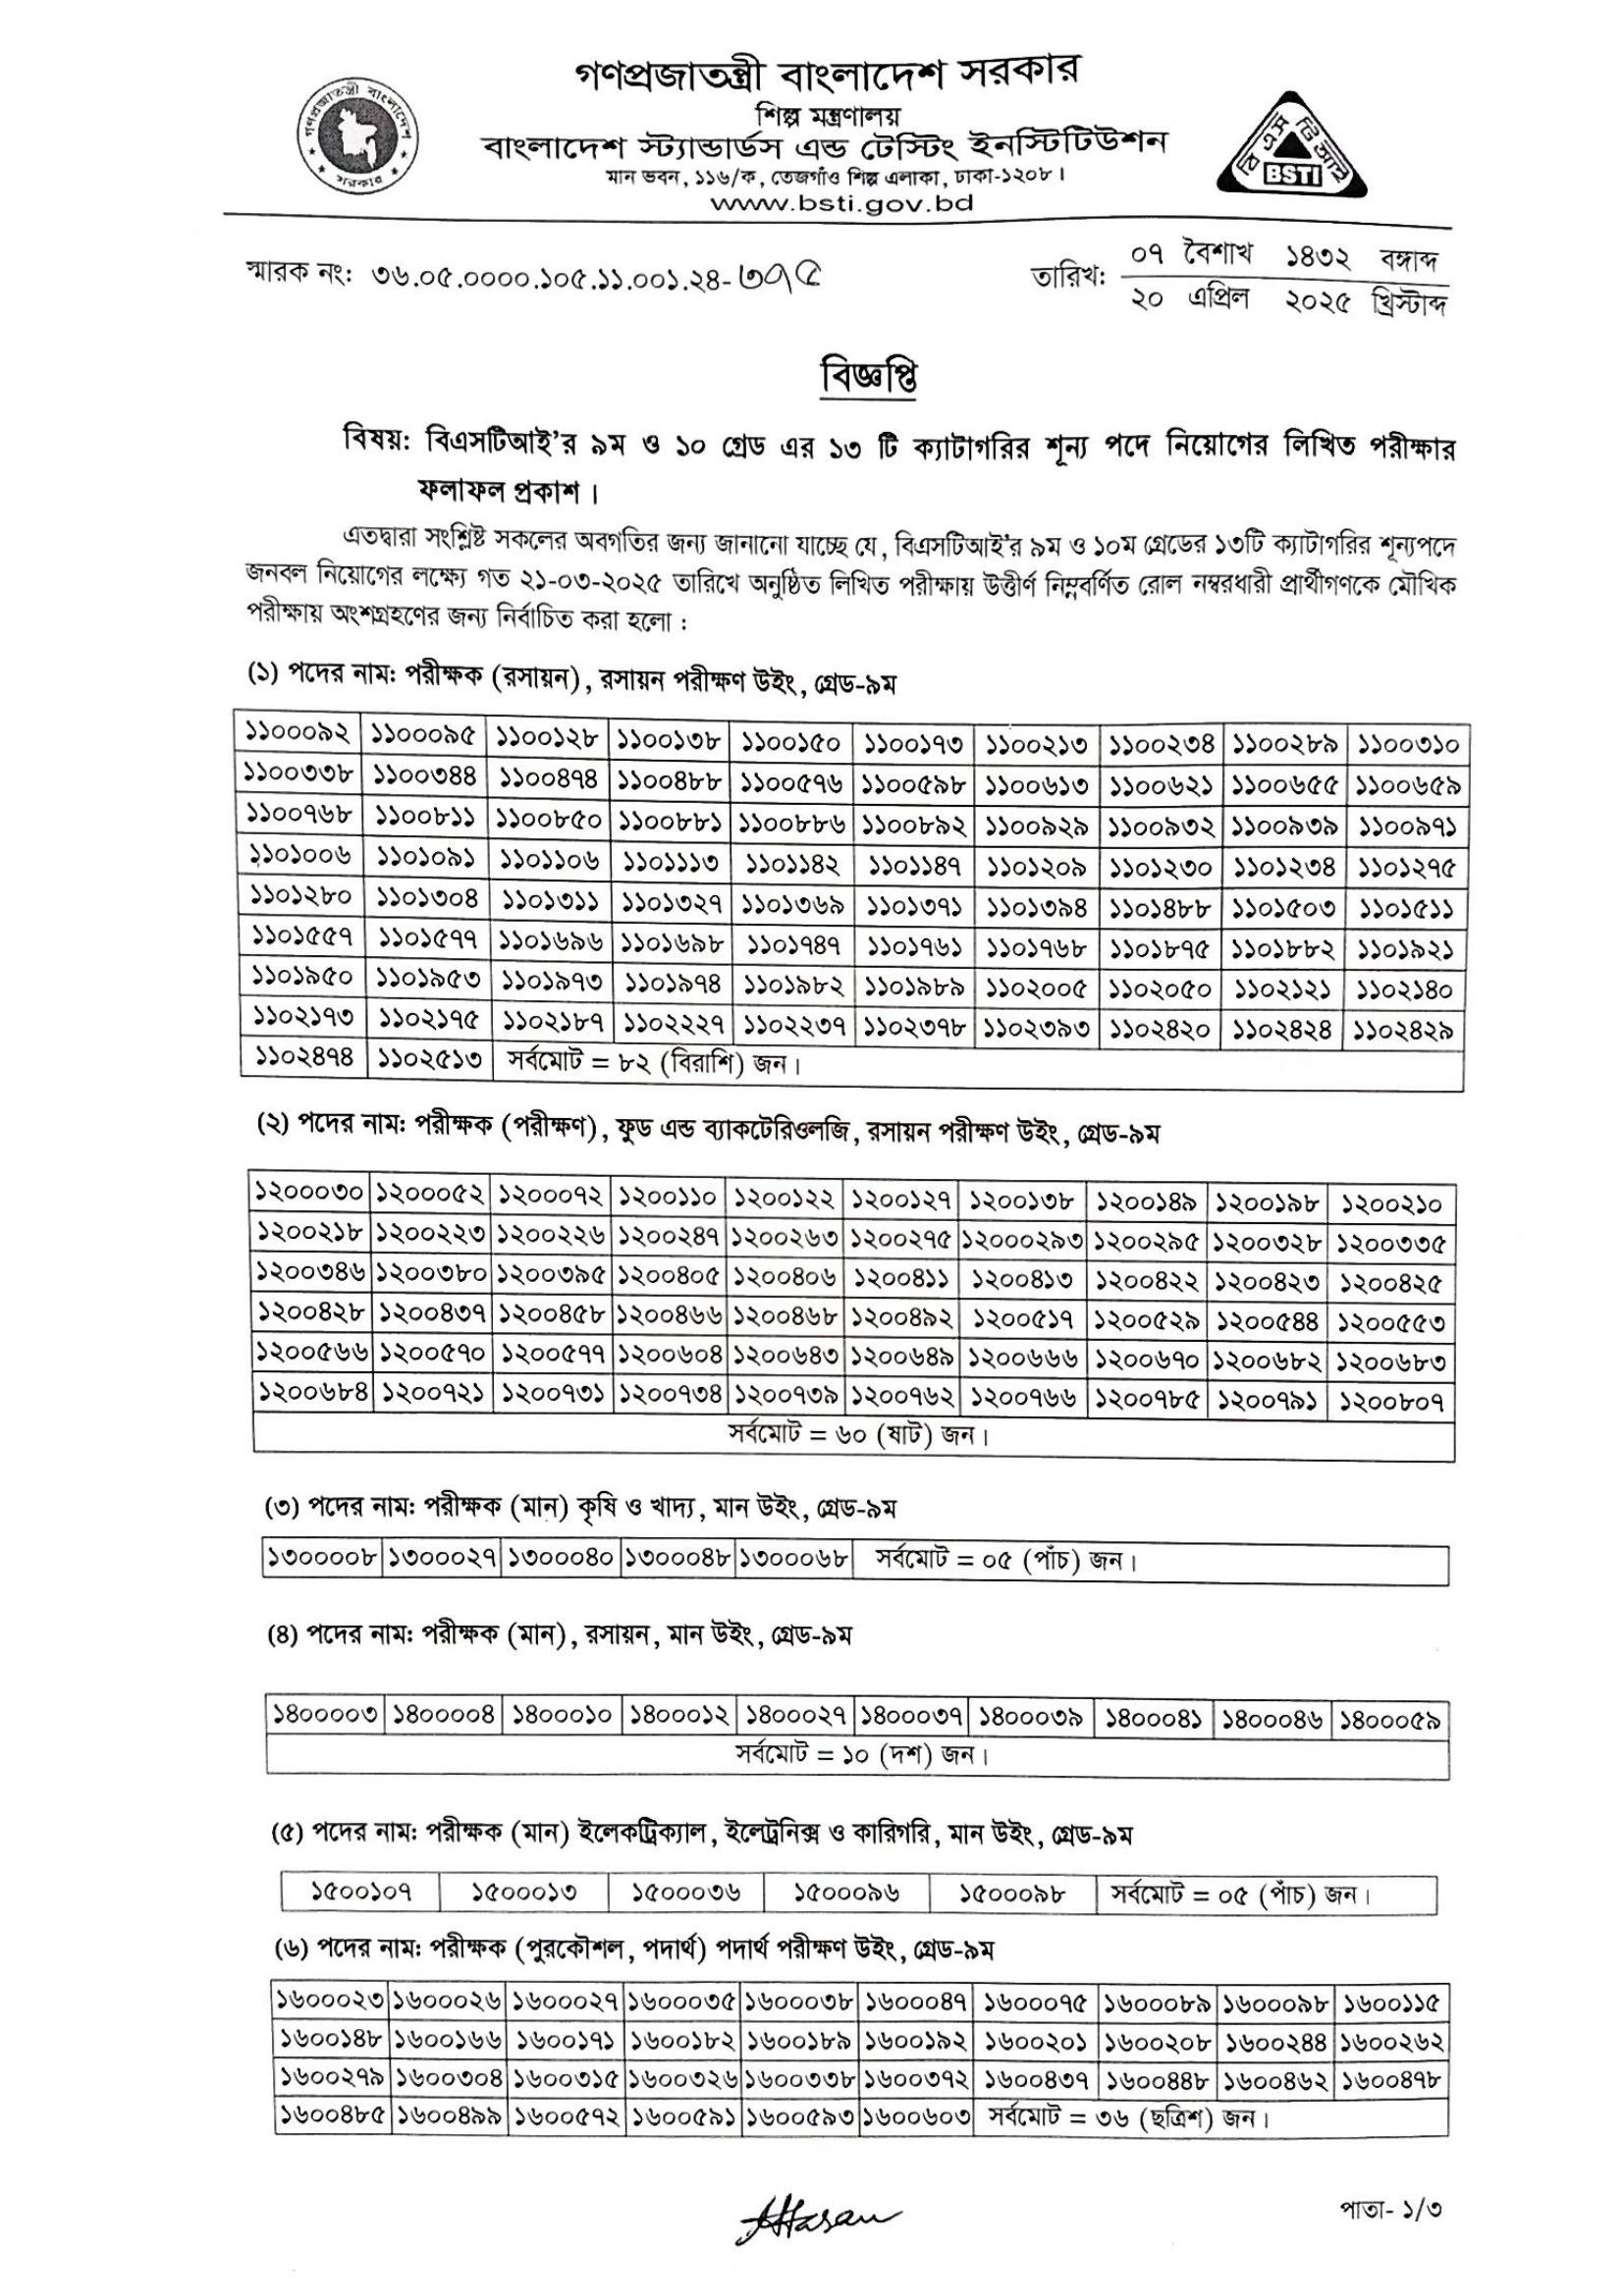 গণপ্রজাতন্ত্রী বাংলাদেশ সরকার
শিল্প মন্ত্রণালয়
বাংলাদেশ স্ট্যান্ডার্ডস এন্ড টেস্টিং ইনস্টিটিউশন
মান ভবন, ১১৬/ক, তেজগাঁও শিল্প এলাকা, ঢাকা-১২০৮।
www.bsti.gov.bd
গণপ্রজাতন্ত্রী বাংলাদেশ
সরকার
বি এস টি আই
BSTI
স্মারক নং: ৩৬.০৫.০০০০.১০৫.১১.০০১.২৪-৩৭৫
তারিখ: ০৭ বৈশাখ ১৪৩২ বঙ্গাব্দ
২০ এপ্রিল ২০২৫ খ্রিস্টাব্দ
বিজ্ঞপ্তি
বিষয়: বিএসটিআই'র ৯ম ও ১০ গ্রেড এর ১৩ টি ক্যাটাগরির শূন্য পদে নিয়োগের লিখিত পরীক্ষার
ফলাফল প্রকাশ।
এতদ্বারা সংশ্লিষ্ট সকলের অবগতির জন্য জানানো যাচ্ছে যে, বিএসটিআই'র ৯ম ও ১০ম গ্রেডের ১৩টি ক্যাটাগরির শূন্যপদে
জনবল নিয়োগের লক্ষ্যে গত ২১-০৩-২০২৫ তারিখে অনুষ্ঠিত লিখিত পরীক্ষায় উত্তীর্ণ নিম্নবর্ণিত রোল নম্বরধারী প্রার্থীগণকে মৌখিক
পরীক্ষায় অংশগ্রহণের জন্য নির্বাচিত করা হলো :
(১) পদের নাম: পরীক্ষক (রসায়ন), রসায়ন পরীক্ষণ উইং, গ্রেড-৯ম
১১০০০৯২ ১১০০০৯৫ ১১০০১২৮ ১১০০১৩৮ ১১০০১৫০ ১১০০১৭৩ ১১০০২১৩ ১১০০২৩৪ ১১০০২৮৯ ১১০০৩১০
১১০০৩৩৮ ১১০০৩৪৪ ১১০০৪৭৪ ১১০০৪৮৮ ১১০০৫৭৬ ১১০০৫৯৮ ১১০০৬১৩ ১১০০৬২১ ১১০০৬৫৫ ১১০০৬৫৯
১১০০৭৬৮ ১১০০৮১১ ১১০০৮৫০ ১১০০৮৮১ ১১০০৮৮৬ ১১০০৮৯২ ১১০০৯২৯ ১১০০৯৩২ ১১০০৯৩৯ ১১০০৯৭১
১১০১০০৬ ১১০১০৯১ ১১০১১০৬ ১১০১১১৩ ১১০১১৪২ ১১০১১৪৭ ১১০১২০৯ ১১০১২৩০ ১১০১২৩৪ ১১০১২৭৫
১১০১২৮০ ১১০১৩০৪ ১১০১৩১১ ১১০১৩২৭ ১১০১৩৬৯ ১১০১৩৭১ ১১০১৩৯৪ ১১০১৪৮৮ ১১০১৫০৩ ১১০১৫১১
১১০১৫৫৭ ১১০১৫৭৭ ১১০১৬৯৬ ১১০১৬৯৮ ১১০১৭৪৭ ১১০১৭৬১ ১১০১৭৬৮ ১১০১৮৭৫ ১১০১৮৮২ ১১০১৯২১
১১০১৯৫০ ১১০১৯৫৩ ১১০১৯৭৩ ১১০১৯৭৪ ১১০১৯৮২ ১১০১৯৮৯ ১১০২০০৫ ১১০২০৫০ ১১০২১২১ ১১০২১৪০
১১০২১৭৩ ১১০২১৭৫ ১১০২১৮৭ ১১০২২২৭ ১১০২২৩৭ ১১০২৩৭৮ ১১০২৩৯৩ ১১০২৪২০ ১১০২৪২৪ ১১০২৪২৯
১১০২৪৭৪ ১১০২৫১৩ সর্বমোট = ৮২ (বিরাশি) জন।
(২) পদের নাম: পরীক্ষক (পরীক্ষণ), ফুড এন্ড ব্যাকটেরিওলজি, রসায়ন পরীক্ষণ উইং, গ্রেড-৯ম
১২০০০৩০ ১২০০০৫২ ১২০০০৭২ ১২০০১১০ ১২০০১২২ ১২০০১২৭ ১২০০১৩৮ ১২০০১৪৯ ১২০০১৯৮ ১২০০২১০
১২০০২১৮ ১২০০২২৩ ১২০০২২৬ ১২০০২৪৭ ১২০০২৬৩ ১২০০২৭৫ ১২০০০২৯৩ ১২০০২৯৫ ১২০০৩২৮ ১২০০৩৩৫
১২০০৩৪৬ ১২০০৩৮০ ১২০০৩৯৫ ১২০০৪০৫ ১২০০৪০৬ ১২০০৪১১ ১২০০৪১৩ ১২০০৪২২ ১২০০৪২৩ ১২০০৪২৫
১২০০৪২৮ ১২০০৪৩৭ ১২০০৪৫৮ ১২০০৪৬৬ ১২০০৪৬৮ ১২০০৪৯২ ১২০০৫১৭ ১২০০৫২৯ ১২০০৫৪৪ ১২০০৫৫৩
১২০০৫৬৬ ১২০০৫৭০ ১২০০৫৭৭ ১২০০৬০৪ ১২০০৬৪৩ ১২০০৬৪৯ ১২০০৬৬৬ ১২০০৬৭০ ১২০০৬৮২ ১২০০৬৮৩
১২০০৬৮৪ ১২০০৭২১ ১২০০৭৩১ ১২০০৭৩৪ ১২০০৭৩৯ ১২০০৭৬২ ১২০০৭৬৬ ১২০০৭৮৫ ১২০০৭৯১ ১২০০৮০৭
সর্বমোট = ৬০ (ষাট) জন।
(৩) পদের নাম: পরীক্ষক (মান) কৃষি ও খাদ্য, মান উইং, গ্রেড-৯ম
১৩০০০০৮ ১৩০০০২৭ ১৩০০০৪০ ১৩০০০৪৮ ১৩০০০৬৮ সর্বমোট = ০৫ (পাঁচ) জন।
(৪) পদের নাম: পরীক্ষক (মান), রসায়ন, মান উইং, গ্রেড-৯ম
১৪০০০০৩ ১৪০০০০৪ ১৪০০০১০ ১৪০০০১২ ১৪০০০২৭ ১৪০০০৩৭ ১৪০০০৩৯ ১৪০০০৪১ ১৪০০০৪৬ ১৪০০০৫৯
সর্বমোট = ১০ (দশ) জন।
(৫) পদের নাম: পরীক্ষক (মান) ইলেকট্রিক্যাল, ইলেট্রনিক্স ও কারিগরি, মান উইং, গ্রেড-৯ম
১৫০০১০৭ ১৫০০০১৩ ১৫০০০৩৬ ১৫০০০৯৬ ১৫০০০৯৮ সর্বমোট = ০৫ (পাঁচ) জন।
(৬) পদের নাম: পরীক্ষক (পুরকৌশল, পদার্থ) পদার্থ পরীক্ষণ উইং, গ্রেড-৯ম
১৬০০০২৩ ১৬০০০২৬ ১৬০০০২৭ ১৬০০০৩৫ ১৬০০০৩৮ ১৬০০০৪৭ ১৬০০০৭৫ ১৬০০০৮৯ ১৬০০০৯৮ ১৬০০১১৫
১৬০০১৪৮ ১৬০০১৬৬ ১৬০০১৭১ ১৬০০১৮২ ১৬০০১৮৯ ১৬০০১৯২ ১৬০০২০১ ১৬০০২০৮ ১৬০০২৪৪ ১৬০০২৬২
১৬০০২৭৯ ১৬০০৩০৪ ১৬০০৩১৫ ১৬০০৩২৬ ১৬০০৩৩৮ ১৬০০৩৭২ ১৬০০৪৩৭ ১৬০০৪৪৮ ১৬০০৪৬২ ১৬০০৪৭৮
১৬০০৪৮৫ ১৬০০৪৯৯ ১৬০০৫৭২ ১৬০০৫৯১ ১৬০০৫৯৩ ১৬০০৬০৩ সর্বমোট = ৩৬ (ছত্রিশ) জন।
AHasan
পাতা- ১/৩